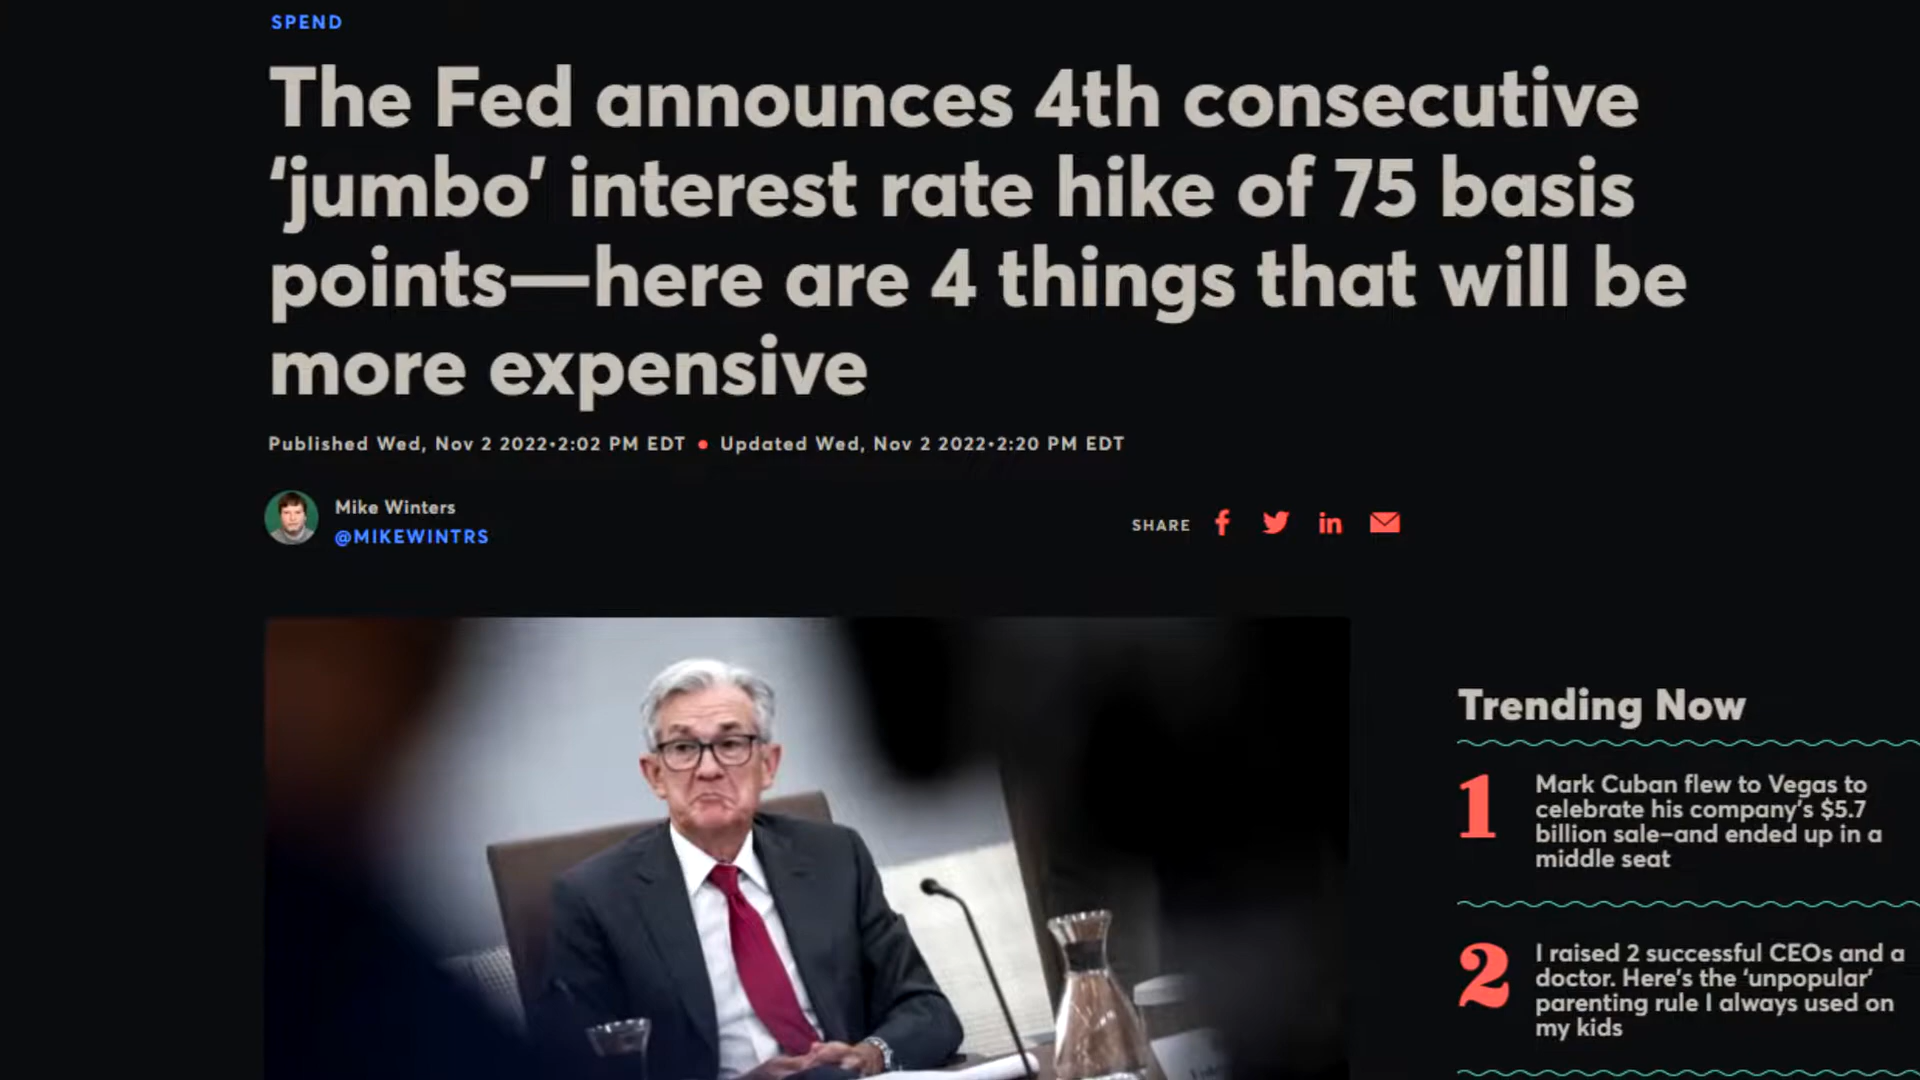 SPEND
The Fed announces 4th consecutive
‘jumbo’ interest rate hike of 75 basis
points—here are 4 things that will be
more expensive
Published Wed, Nov 2 2022•2:02 PM EDT • Updated Wed, Nov 2 2022•2:20 PM EDT
Mike Winters
@MIKEWINTRS
SHARE
Trending Now
1
Mark Cuban flew to Vegas to
celebrate his company’s $5.7
billion sale–and ended up in a
middle seat
2
I raised 2 successful CEOs and a
doctor. Here’s the ‘unpopular’
parenting rule I always used on
my kids